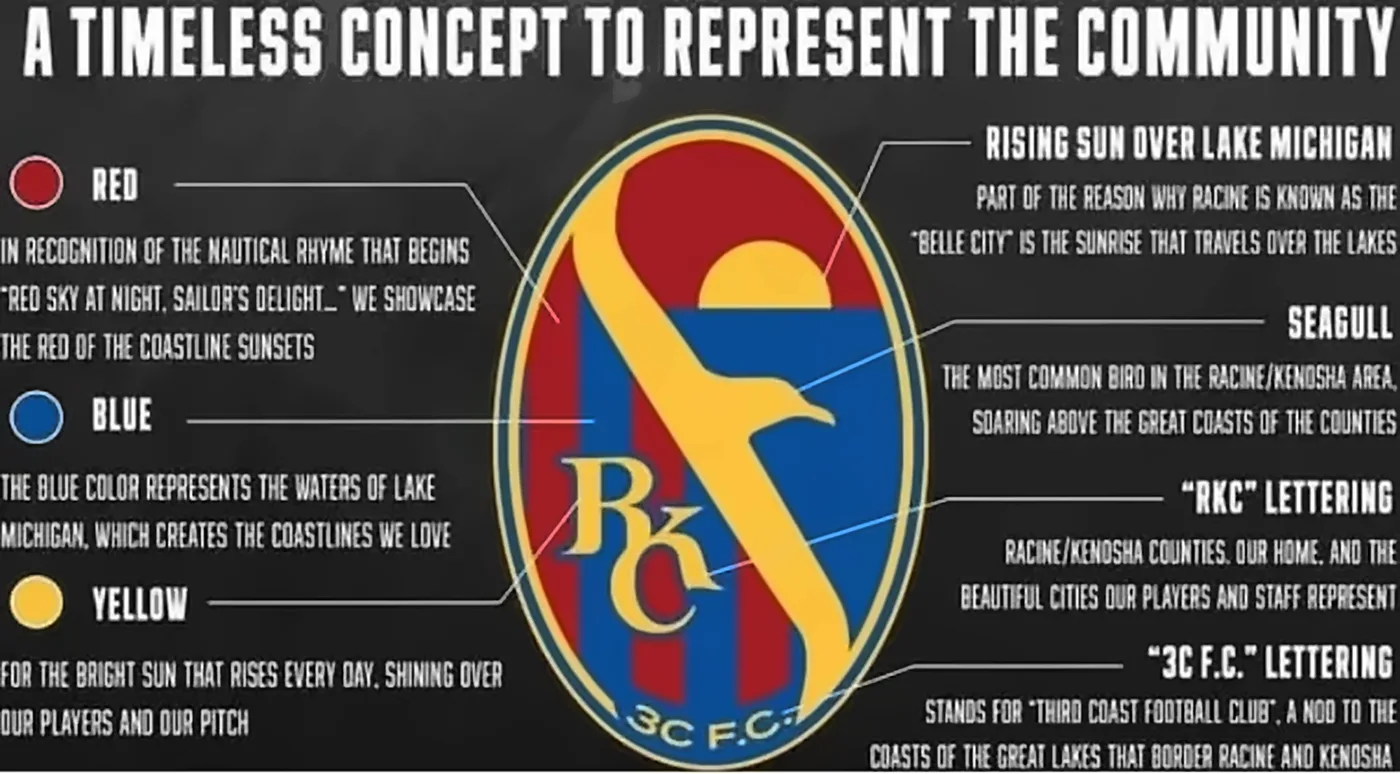 A TIMELESS CONCEPT TO REPRESENT THE COMMUNITY
RED
IN RECOGNITION OF THE NAUTICAL RHYME THAT BEGINS
"RED SKY AT NIGHT, SAILOR'S DELIGHT..." WE SHOWCASE
THE RED OF THE COASTLINE SUNSETS
BLUE
THE BLUE COLOR REPRESENTS THE WATERS OF LAKE
MICHIGAN, WHICH CREATES THE COASTLINES WE LOVE
YELLOW
FOR THE BRIGHT SUN THAT RISES EVERY DAY, SHINING OVER
OUR PLAYERS AND OUR PITCH
RKC
3C F.C.
RISING SUN OVER LAKE MICHIGAN
PART OF THE REASON WHY RACINE IS KNOWN AS THE
"BELLE CITY" IS THE SUNRISE THAT TRAVELS OVER THE LAKES
SEAGULL
THE MOST COMMON BIRD IN THE RACINE/KENOSHA AREA,
SOARING ABOVE THE GREAT COASTS OF THE COUNTIES
"RKC" LETTERING
RACINE/KENOSHA COUNTIES. OUR HOME. AND THE
BEAUTIFUL CITIES OUR PLAYERS AND STAFF REPRESENT
"3C F.C." LETTERING
STANDS FOR "THIRD COAST FOOTBALL CLUB", A NOD TO THE
COASTS OF THE GREAT LAKES THAT BORDER RACINE AND KENOSHA